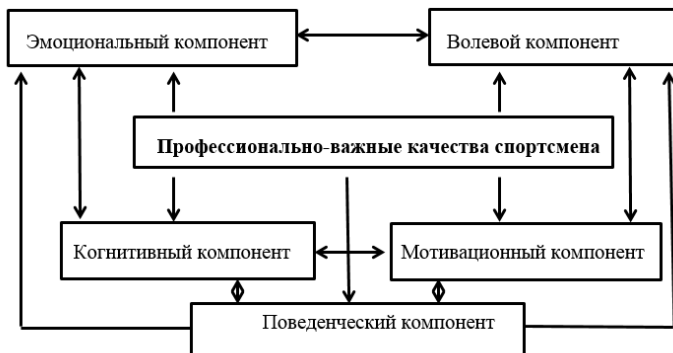 Эмоциональный компонент
Волевой компонент
Профессионально-важные качества спортсмена
Когнитивный компонент
Мотивационный компонент
Поведенческий компонент